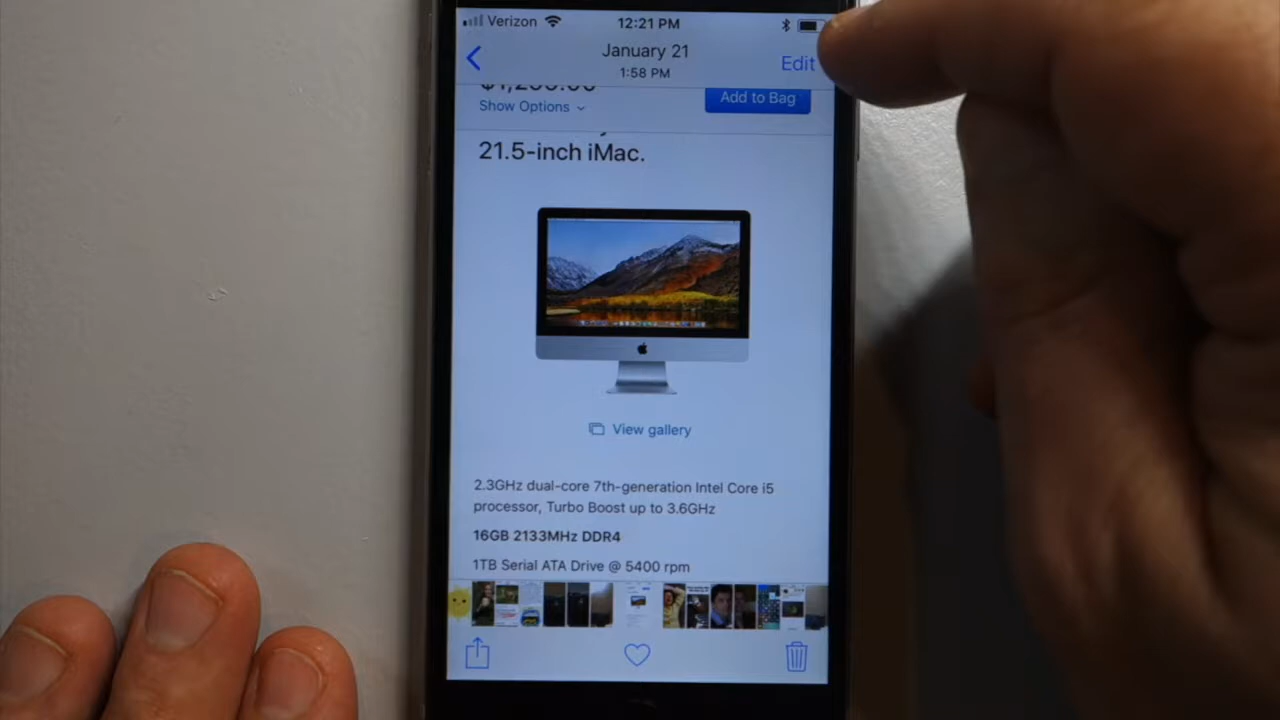 Verizon
12:21 PM
January 21
1:58 PM
Edit
Show Options
Add to Bag
21.5-inch iMac.
View gallery
2.3GHz dual-core 7th-generation Intel Core i5
processor, Turbo Boost up to 3.6GHz
16GB 2133MHz DDR4
1TB Serial ATA Drive @ 5400 rpm